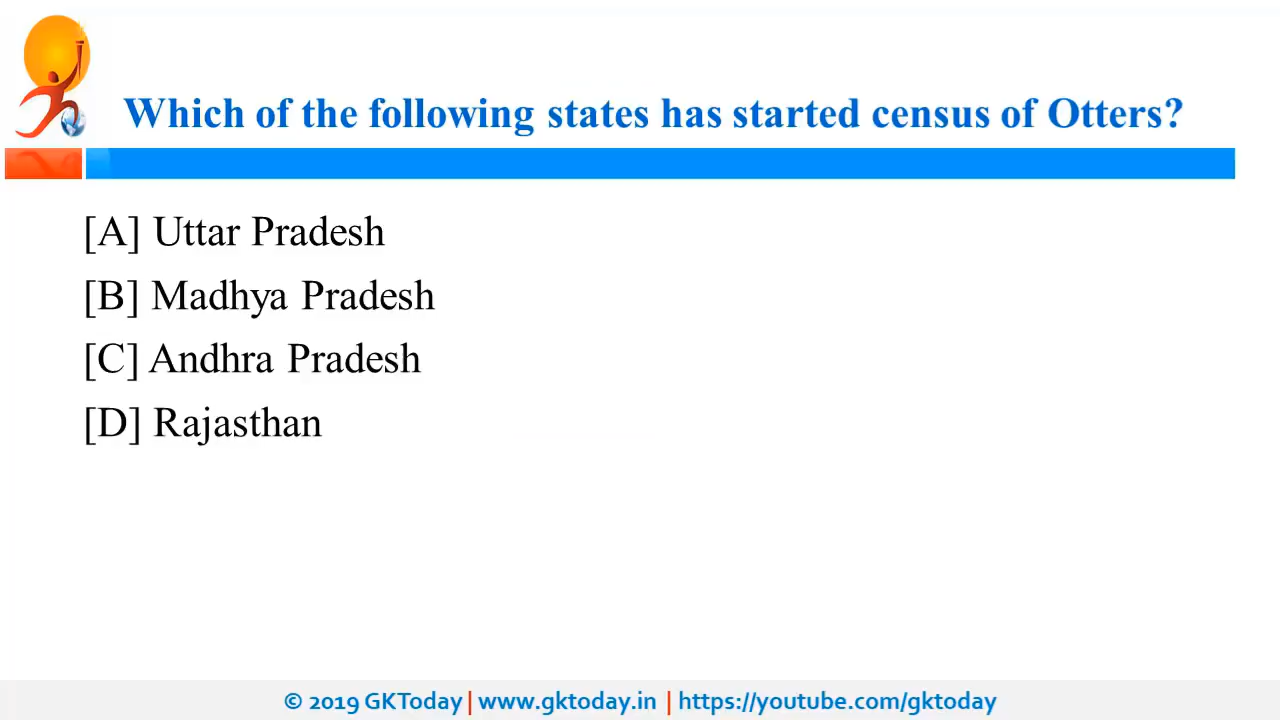 Which of the following states has started census of Otters?
[A] Uttar Pradesh
[B] Madhya Pradesh
[C] Andhra Pradesh
[D] Rajasthan
© 2019 GKToday | www.gktoday.in | https://youtube.com/gktoday